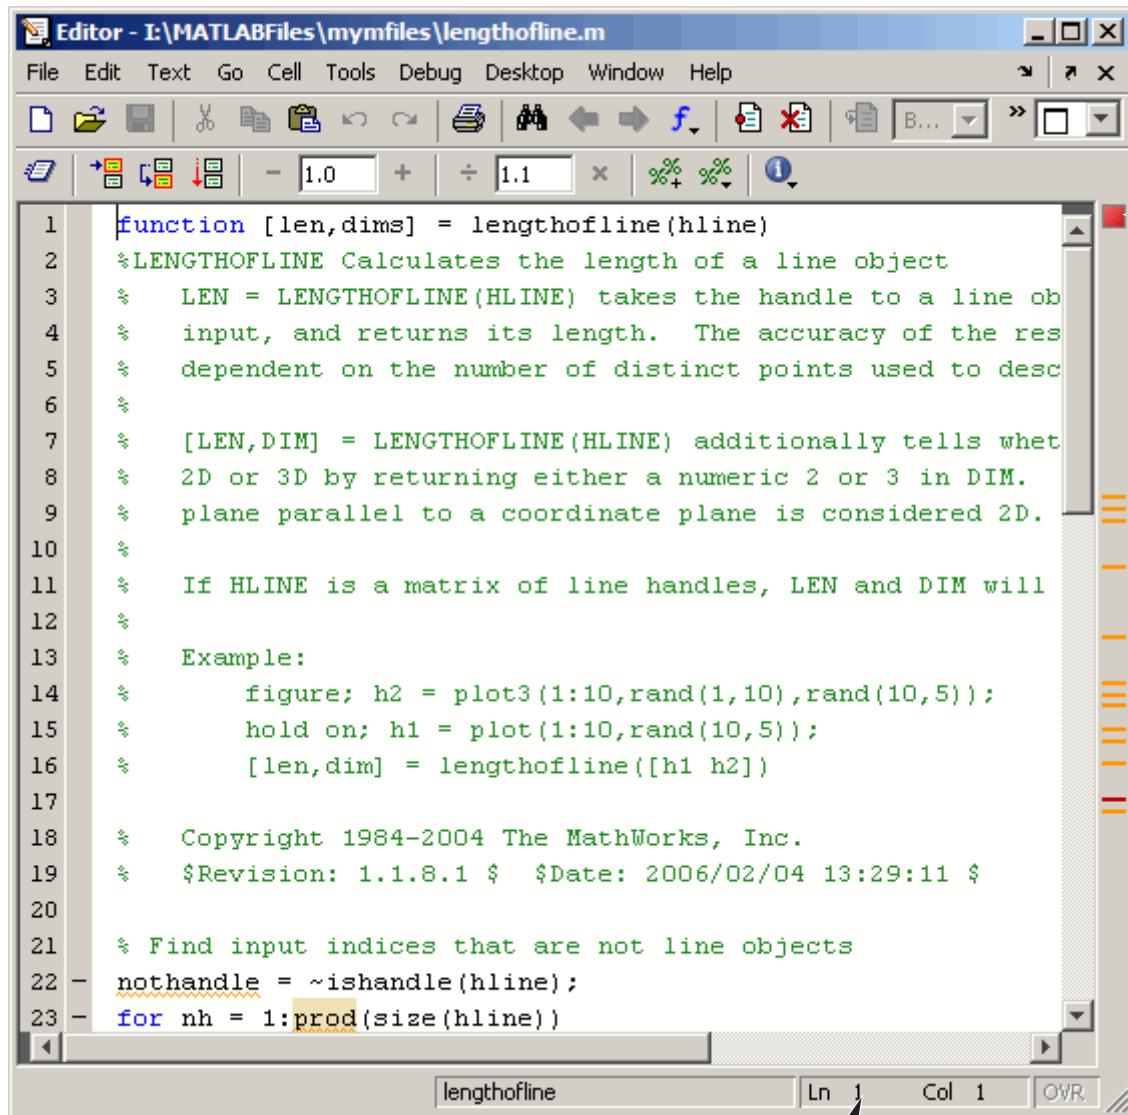 Editor - I:\MATLABFiles\mymfiles\lengthofline.m
File Edit Text Go Cell Tools Debug Desktop Window Help
B...
1.0 1.1
1 function [len,dims] = lengthofline(hline)
2 %LENGTHOFLINE Calculates the length of a line object
3 %   LEN = LENGTHOFLINE(HLINE) takes the handle to a line ob
4 %   input, and returns its length.  The accuracy of the res
5 %   dependent on the number of distinct points used to desc
6 %
7 %   [LEN,DIM] = LENGTHOFLINE(HLINE) additionally tells whet
8 %   2D or 3D by returning either a numeric 2 or 3 in DIM.
9 %   plane parallel to a coordinate plane is considered 2D.
10 %
11 %   If HLINE is a matrix of line handles, LEN and DIM will
12 %
13 %   Example:
14 %       figure; h2 = plot3(1:10,rand(1,10),rand(10,5));
15 %       hold on; h1 = plot(1:10,rand(10,5));
16 %       [len,dim] = lengthofline([h1 h2])
17
18 %   Copyright 1984-2004 The MathWorks, Inc.
19 %   $Revision: 1.1.8.1 $  $Date: 2006/02/04 13:29:11 $
20
21 % Find input indices that are not line objects
22 – nothandle = ~ishandle(hline);
23 – for nh = 1:prod(size(hline))
lengthofline Ln 1 Col 1 OVR